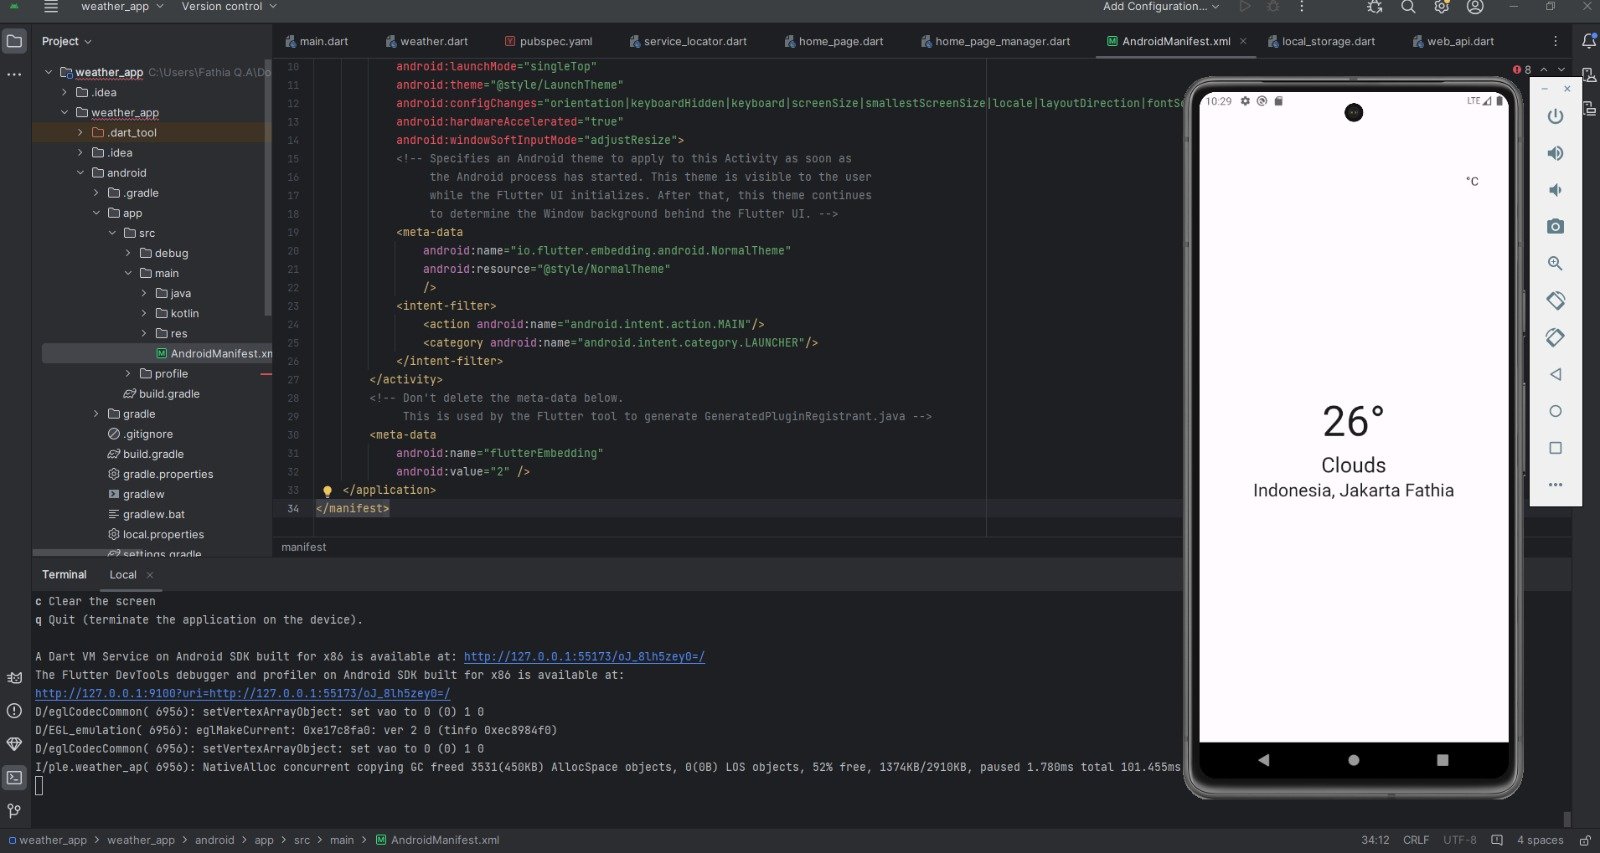 weather_app
Version control
Add Configuration...
Project
main.dart
weather.dart
pubspec.yaml
service_locator.dart
home_page.dart
home_page_manager.dart
AndroidManifest.xml
local_storage.dart
web_api.dart
weather_app C:\Users\Fathia Q.A\Do
.idea
weather_app
.dart_tool
.idea
android
.gradle
app
src
debug
main
java
kotlin
res
AndroidManifest.xm
profile
build.gradle
gradle
.gitignore
build.gradle
gradle.properties
gradlew
gradlew.bat
local.properties
settings.gradle
8
10 android:launchMode="singleTop"
11 android:theme="@style/LaunchTheme"
12 android:configChanges="orientation|keyboardHidden|keyboard|screenSize|smallestScreenSize|locale|layoutDirection|fontSc
13 android:hardwareAccelerated="true"
14 android:windowSoftInputMode="adjustResize">
15 <!-- Specifies an Android theme to apply to this Activity as soon as
16 the Android process has started. This theme is visible to the user
17 while the Flutter UI initializes. After that, this theme continues
18 to determine the Window background behind the Flutter UI. -->
19 <meta-data
20 android:name="io.flutter.embedding.android.NormalTheme"
21 android:resource="@style/NormalTheme"
22 />
23 <intent-filter>
24 <action android:name="android.intent.action.MAIN"/>
25 <category android:name="android.intent.category.LAUNCHER"/>
26 </intent-filter>
27 </activity>
28 <!-- Don't delete the meta-data below.
29 This is used by the Flutter tool to generate GeneratedPluginRegistrant.java -->
30 <meta-data
31 android:name="flutterEmbedding"
32 android:value="2" />
33 </application>
34 </manifest>
manifest
10:29
LTE
°C
26°
Clouds
Indonesia, Jakarta Fathia
Terminal
Local
c Clear the screen
q Quit (terminate the application on the device).
A Dart VM Service on Android SDK built for x86 is available at: http://127.0.0.1:55173/oJ_8lh5zey0=/
The Flutter DevTools debugger and profiler on Android SDK built for x86 is available at:
http://127.0.0.1:9100?uri=http://127.0.0.1:55173/oJ_8lh5zey0=/
D/eglCodecCommon( 6956): setVertexArrayObject: set vao to 0 (0) 1 0
D/EGL_emulation( 6956): eglMakeCurrent: 0xe17c8fa0: ver 2 0 (tinfo 0xec8984f0)
D/eglCodecCommon( 6956): setVertexArrayObject: set vao to 0 (0) 1 0
I/ple.weather_ap( 6956): NativeAlloc concurrent copying GC freed 3531(450KB) AllocSpace objects, 0(0B) LOS objects, 52% free, 1374KB/2910KB, paused 1.780ms total 101.455ms
weather_app > weather_app > android > app > src > main > AndroidManifest.xml
34:12
CRLF
UTF-8
4 spaces